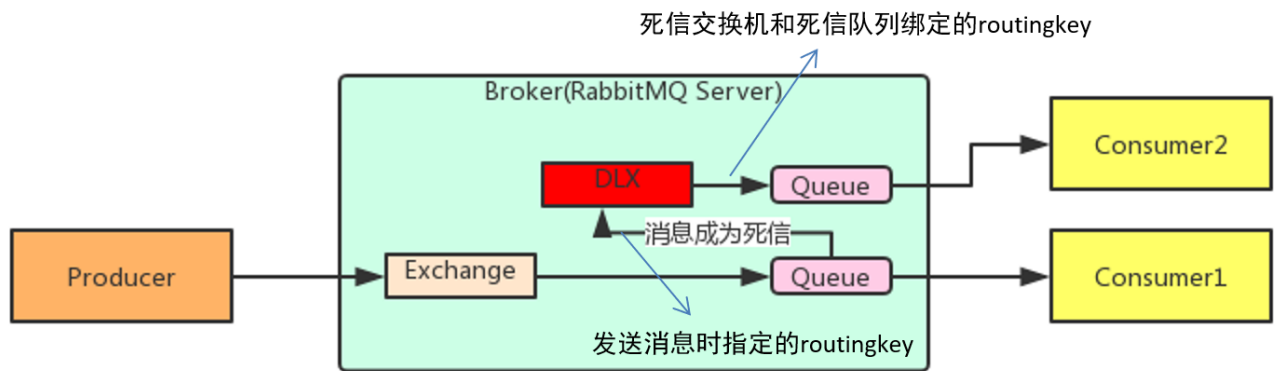 死信交换机和死信队列绑定的routingkey
Broker(RabbitMQ Server)
DLX
Queue
Consumer2
消息成为死信
Producer
Exchange
Queue
Consumer1
发送消息时指定的routingkey